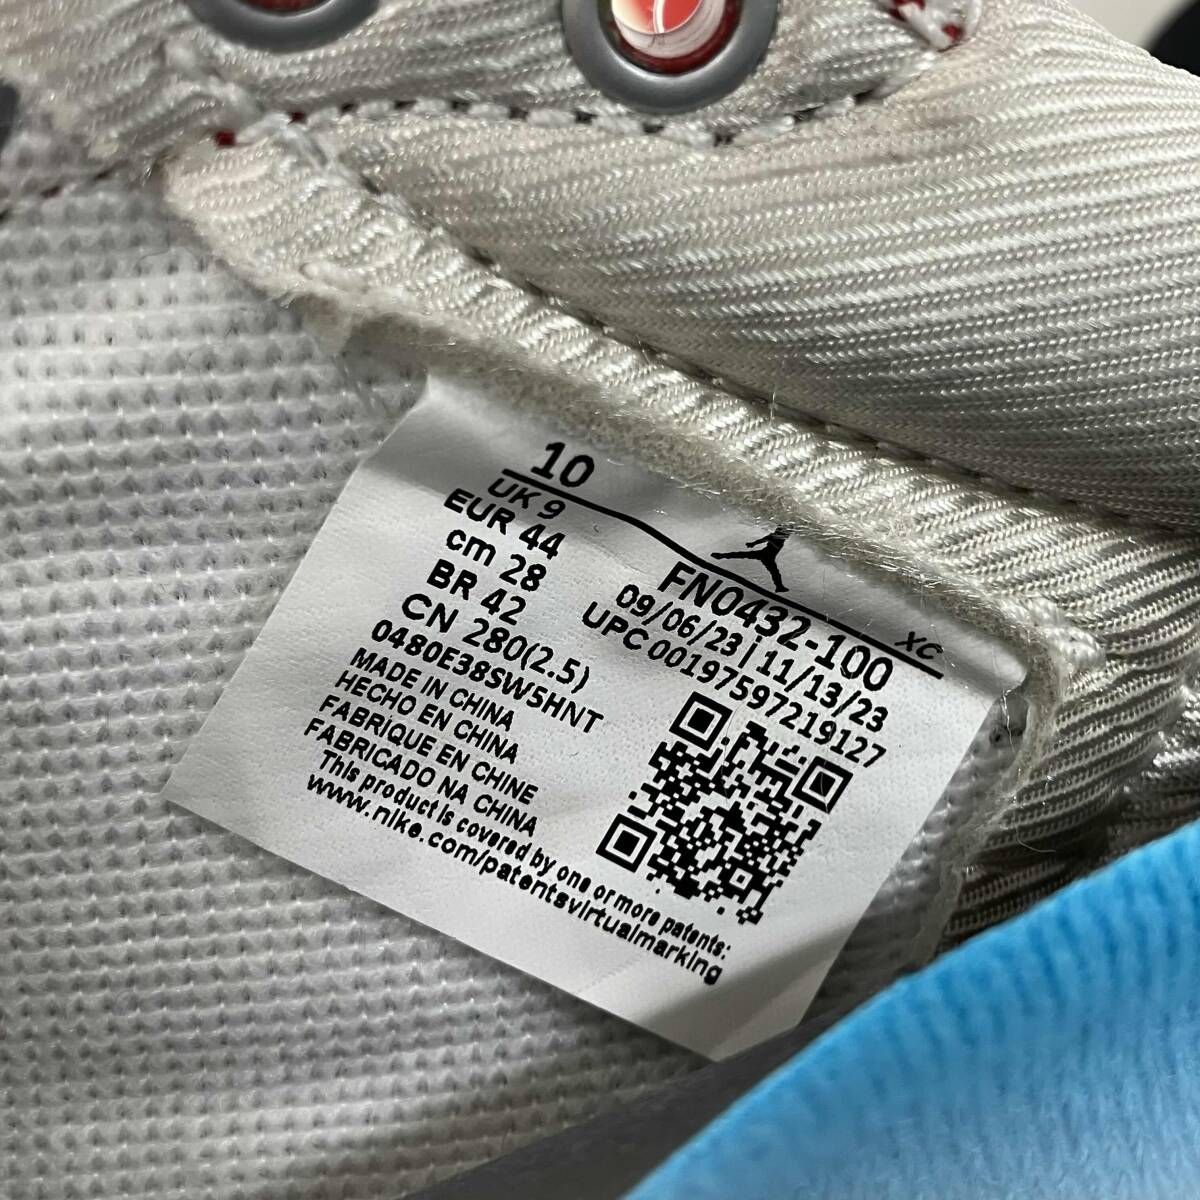 10
UK 9
EUR 44
cm 28
BR 42
CN 280(2.5)
0480E38SW5HNT
MADE IN CHINA
HECHO EN CHINA
FABRIQUE EN CHINE
FABRICADO NA CHINA
This product is covered by one or more patents:
www.nike.com/patentsvirtualmarking
XC
FN0432-100
09/06/23 | 11/13/23
UPC 00197597219127